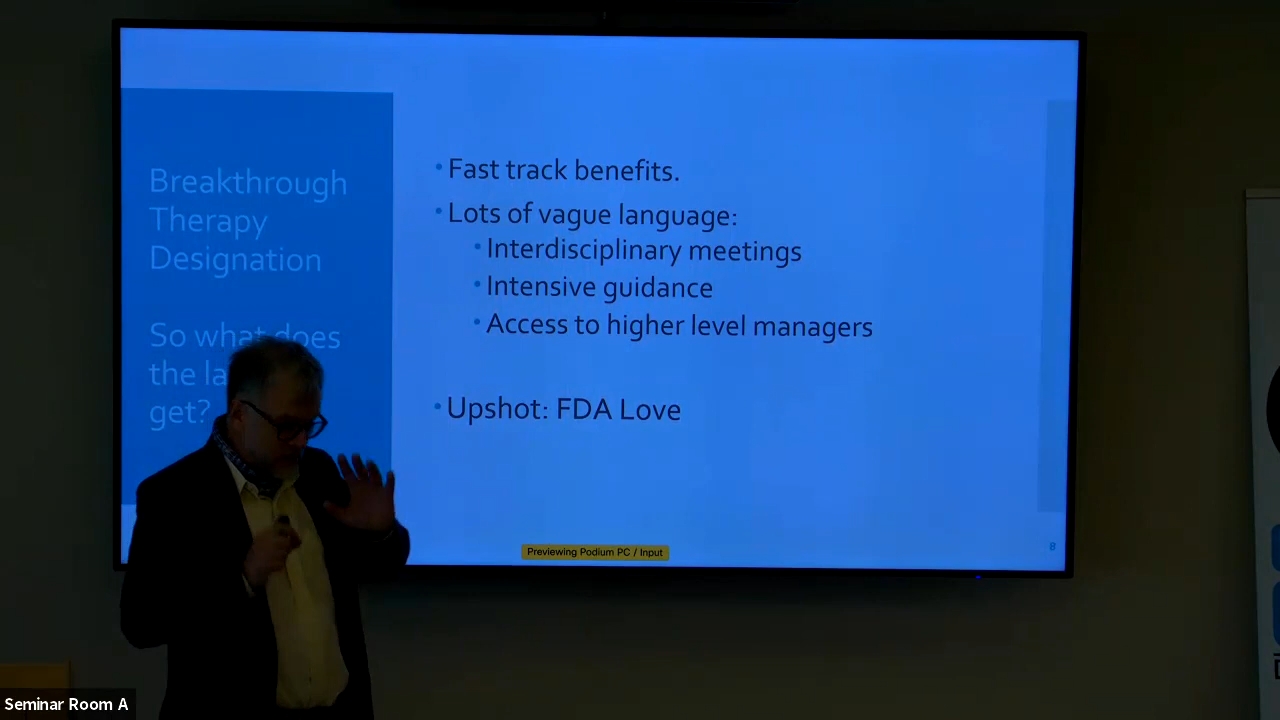 Breakthrough
Therapy
Designation
So what does
the la
get?
Fast track benefits.
Lots of vague language:
Interdisciplinary meetings
Intensive guidance
Access to higher level managers
Upshot: FDA Love
Previewing Podium PC / Input
8
Seminar Room A